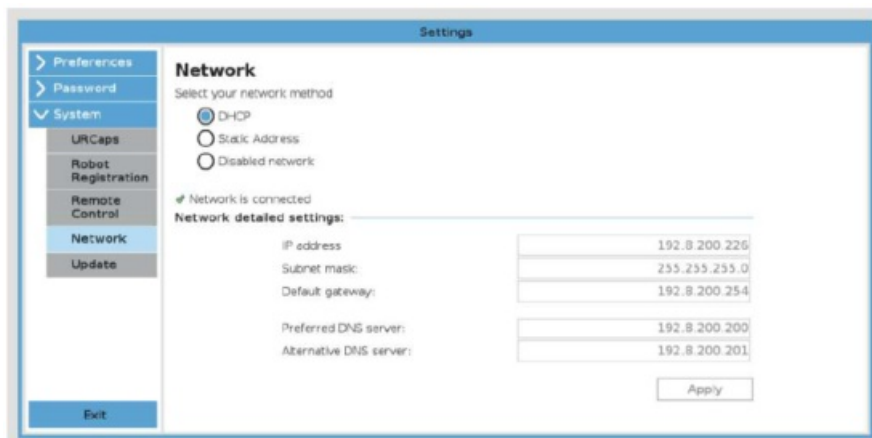 Settings
Preferences
Password
System
URCaps
Robot
Registration
Remote
Control
Network
Update
Exit
Network
Select your network method
DHCP
Static Address
Disabled network
Network is connected
Network detailed settings:
IP address 192.8.200.226
Subnet mask: 255.255.255.0
Default gateway: 192.8.200.254
Preferred DNS server: 192.8.200.200
Alternative DNS server: 192.8.200.201
Apply